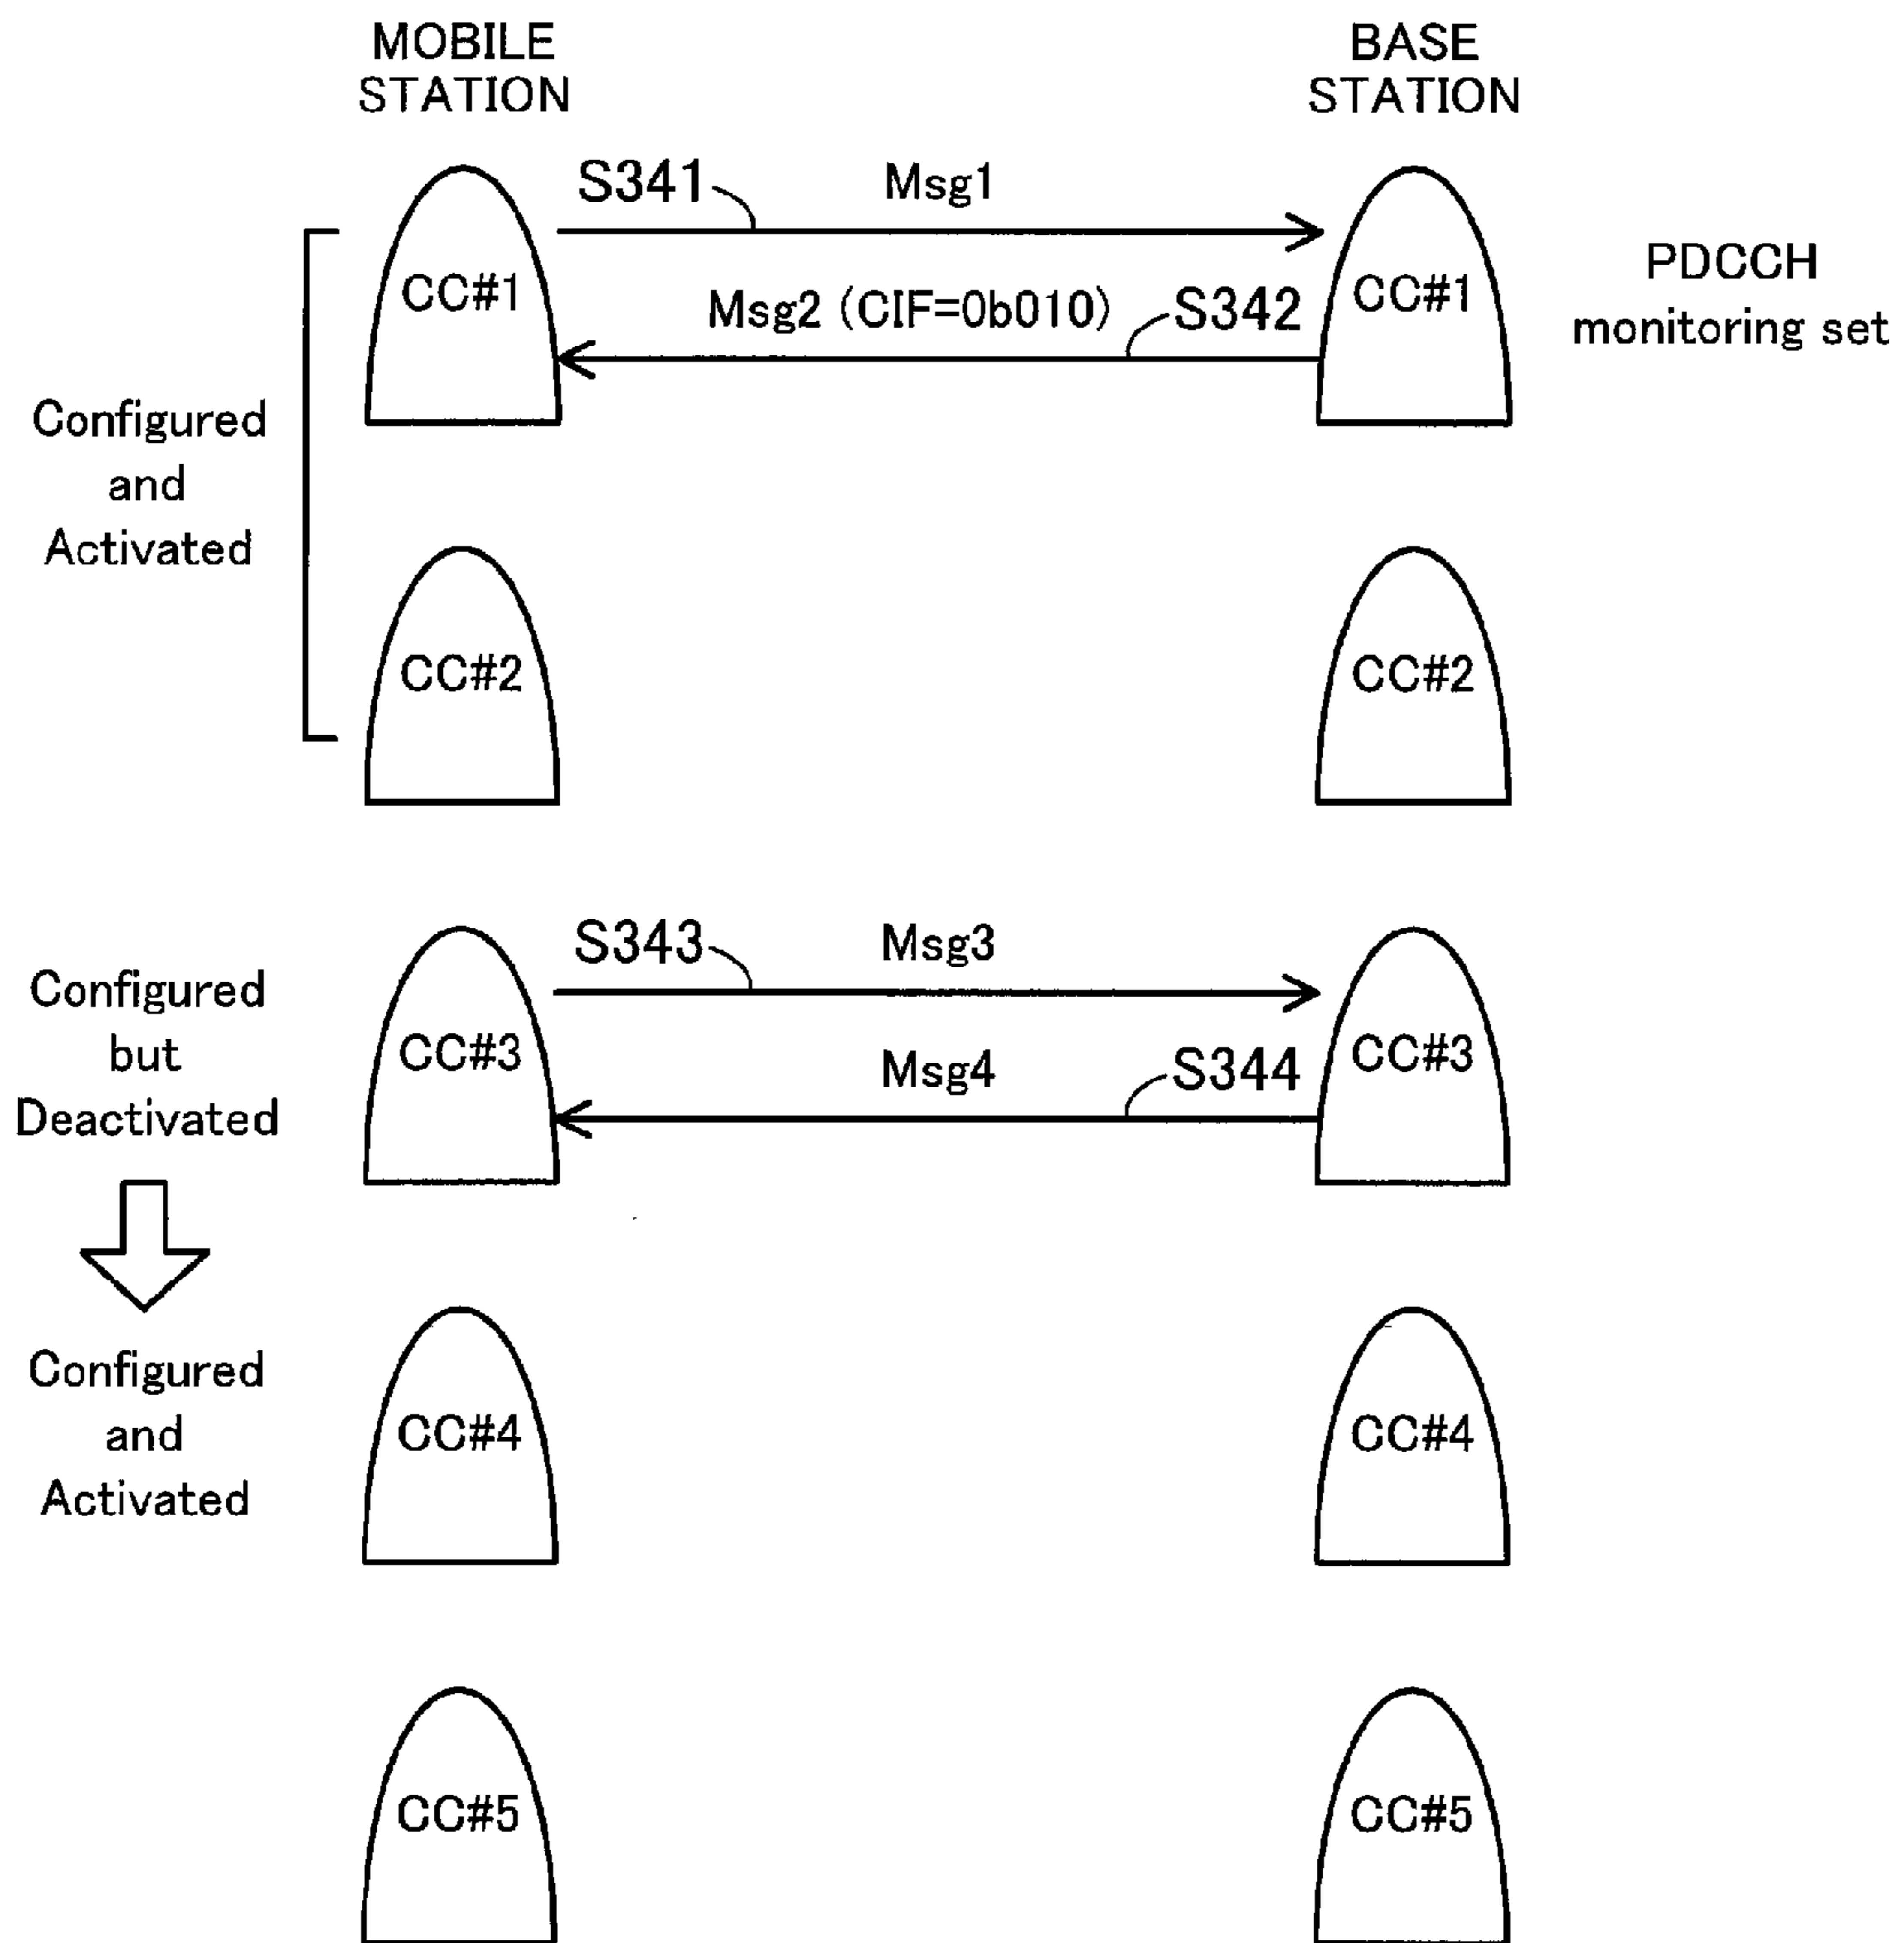 MOBILE
STATION
BASE
STATION
S341
Msg1
CC#1
Msg2 (CIF=0b010)
S342
CC#1
PDCCH
monitoring set
Configured
and
Activated
CC#2
CC#2
S343
Msg3
Configured
but
Deactivated
CC#3
Msg4
S344
CC#3
Configured
and
Activated
CC#4
CC#4
CC#5
CC#5